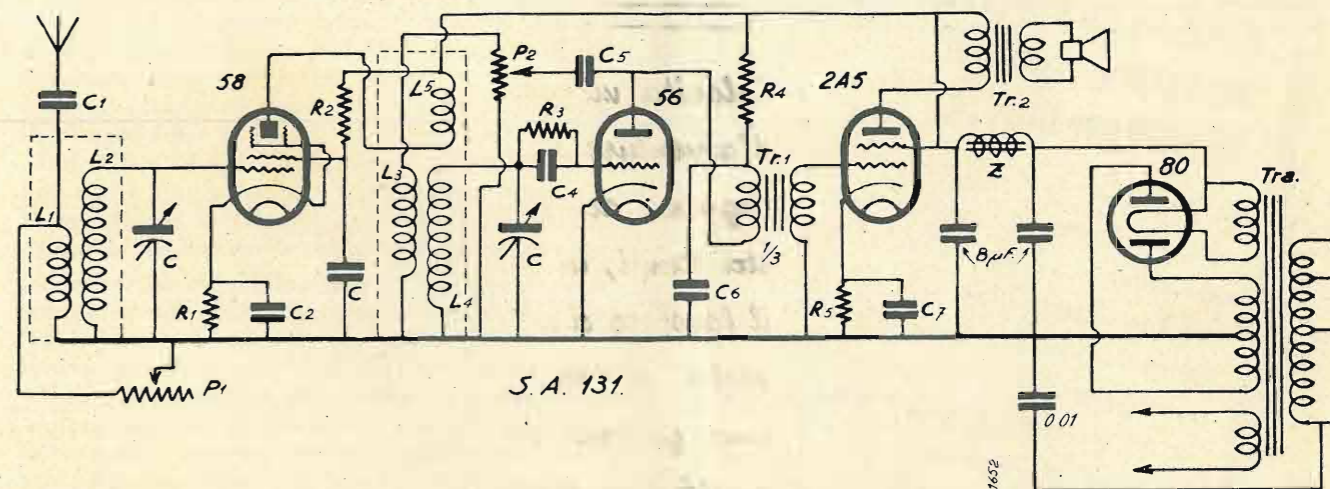 C1
L1
L2
C
P1
58
R1
C2
R2
C
L3
L5
L4
P2
C5
R3
C4
C
56
C6
R4
Tr.1
1/3
2A5
R5
C7
Tr.2
Z
8µF.
80
Tra.
0.01
S.A. 131.
1652